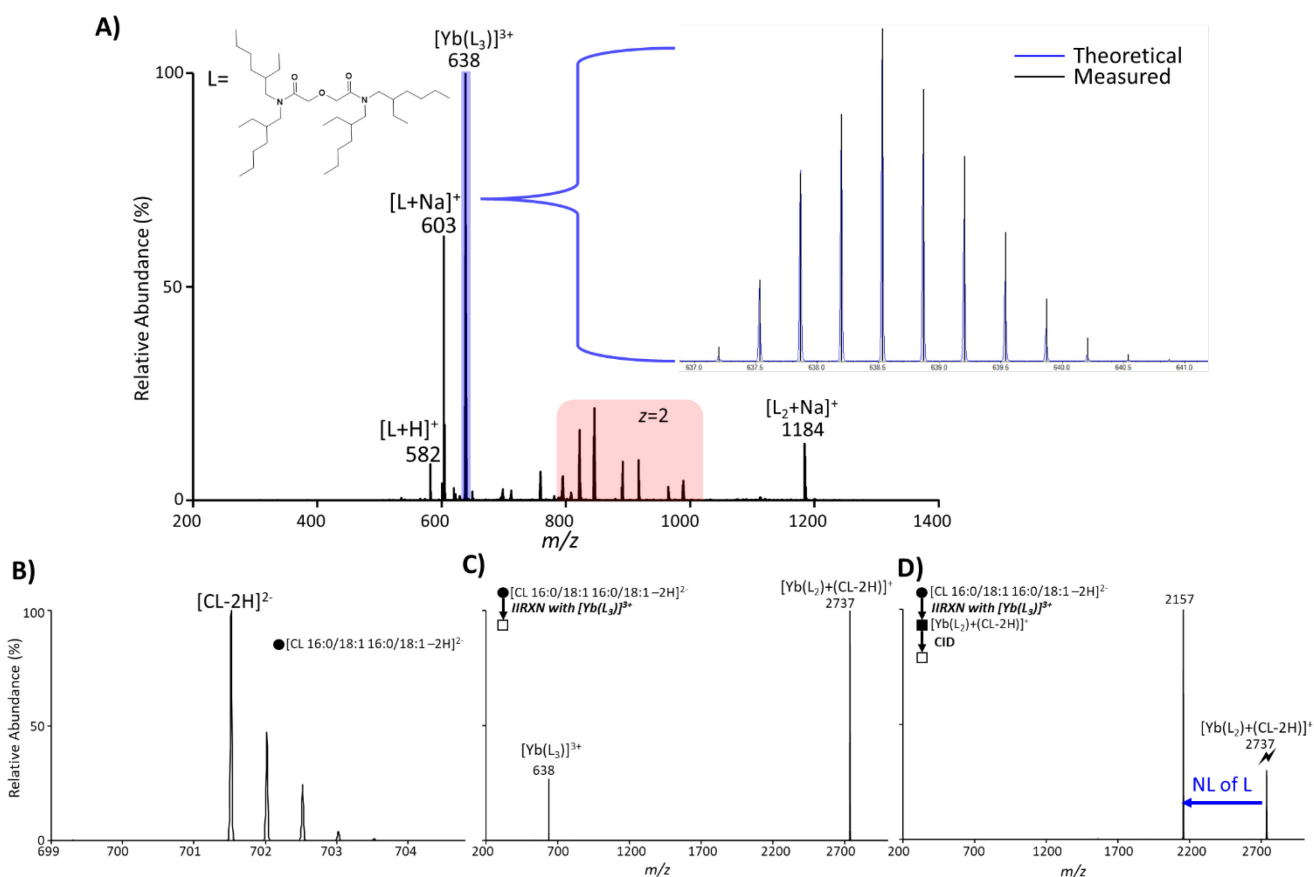 A)
[Yb(L₃)]³⁺
638
L=
O
O
O
N
N
Theoretical
Measured
637.0 637.5 638.0 638.5 639.0 639.5 640.0 640.5 641.0
[L+Na]⁺
603
[L+H]⁺
582
z=2
[L₂+Na]⁺
1184
Relative Abundance (%)
100
50
0
200 400 600 800 1000 1200 1400
m/z
B)
[CL-2H]²⁻
[CL 16:0/18:1 16:0/18:1 –2H]²⁻
Relative Abundance (%)
100
50
0
699 700 701 702 703 704
m/z
C)
[CL 16:0/18:1 16:0/18:1 –2H]²⁻
IIRXN with [Yb(L₃)]³⁺
[Yb(L₂)+(CL-2H)]⁺
2737
[Yb(L₃)]³⁺
638
200 700 1200 1700 2200 2700
m/z
D)
[CL 16:0/18:1 16:0/18:1 –2H]²⁻
IIRXN with [Yb(L₃)]³⁺
[Yb(L₂)+(CL-2H)]⁺
CID
2157
[Yb(L₂)+(CL-2H)]⁺
2737
NL of L
200 700 1200 1700 2200 2700
m/z